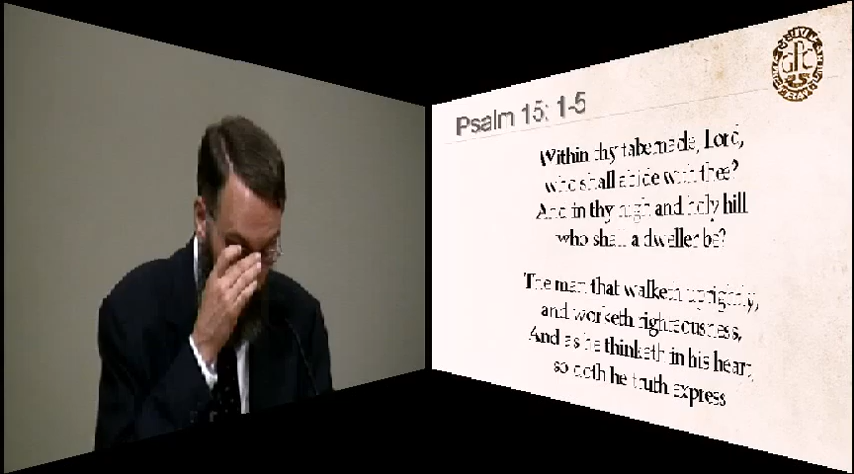 Psalm 15: 1-5
Within thy tabernacle, Lord,
who shall abide with thee?
And in thy high and holy hill
who shall a dweller be?
The man that walketh uprightly,
and worketh righteousness,
And as he thinketh in his heart,
so doth he truth express
GPC